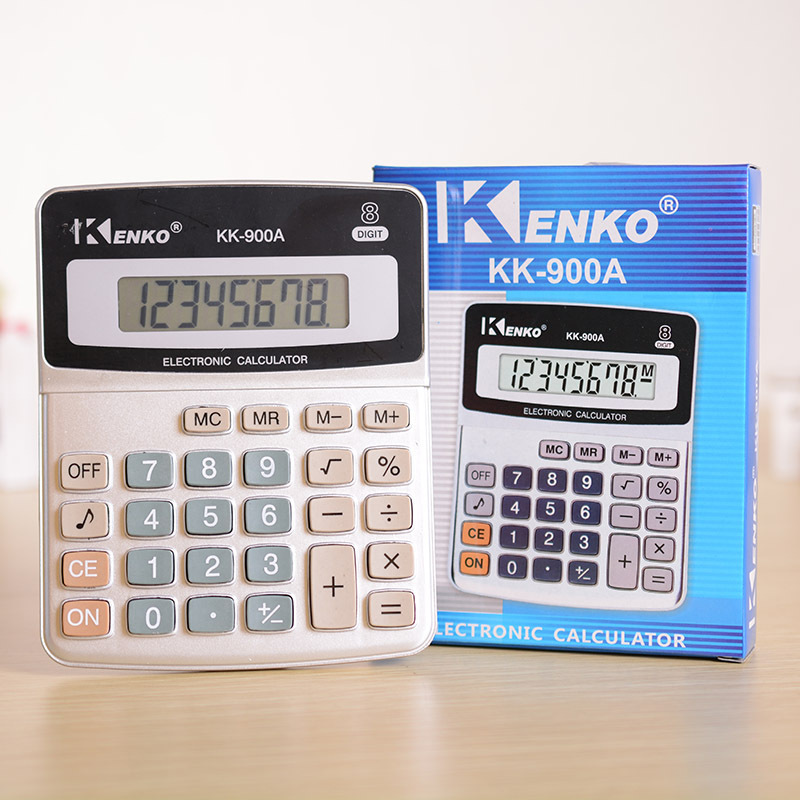 KENKO® 8
KK-900A DIGIT
12345678.
ELECTRONIC CALCULATOR
MC MR M− M+
OFF 7 8 9 √ %
♪ 4 5 6 − ÷
CE 1 2 3 + ×
ON 0 · +/− =
KENKO®
KK-900A
KENKO® KK-900A 8
DIGIT
12345678. M −
ELECTRONIC CALCULATOR
MC MR M− M+
OFF 7 8 9 √ %
♪ 4 5 6 − ÷
CE 1 2 3 + ×
ON 0 · +/− =
LECTRONIC CALCULATOR